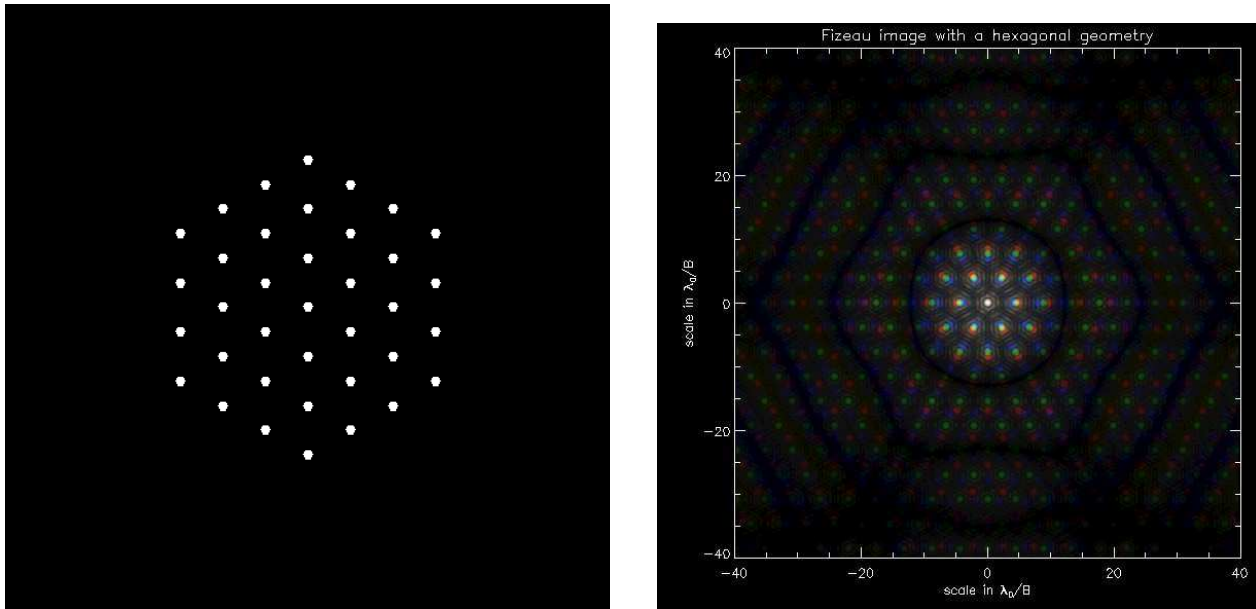 Fizeau image with a hexagonal geometry
40
20
0
−20
−40
scale in λ₀/B
−40 −20 0 20 40
scale in λ₀/B